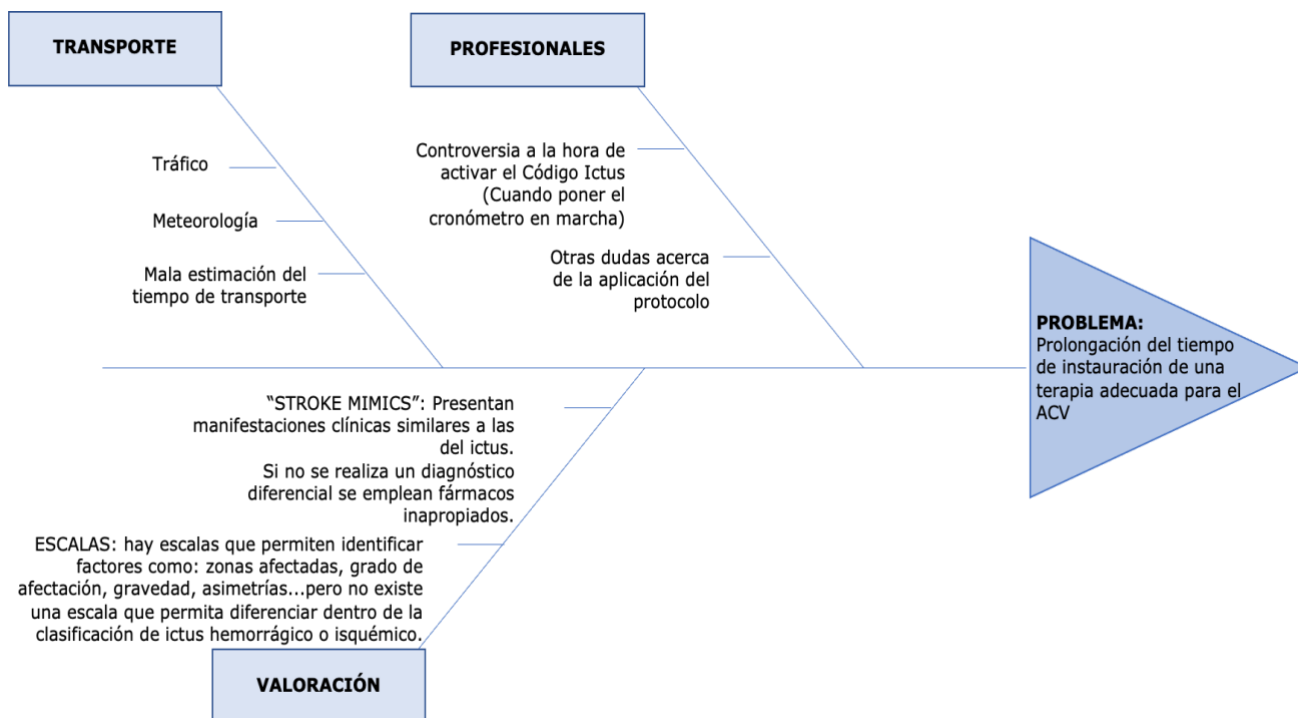 TRANSPORTE
PROFESIONALES
Tráfico
Meteorología
Mala estimación del
tiempo de transporte
Controversia a la hora de
activar el Código Ictus
(Cuando poner el
cronómetro en marcha)
Otras dudas acerca
de la aplicación del
protocolo
PROBLEMA:
Prolongación del tiempo
de instauración de una
terapia adecuada para el
ACV
“STROKE MIMICS”: Presentan
manifestaciones clínicas similares a las
del ictus.
Si no se realiza un diagnóstico
diferencial se emplean fármacos
inapropiados.
ESCALAS: hay escalas que permiten identificar
factores como: zonas afectadas, grado de
afectación, gravedad, asimetrías...pero no existe
una escala que permita diferenciar dentro de la
clasificación de ictus hemorrágico o isquémico.
VALORACIÓN